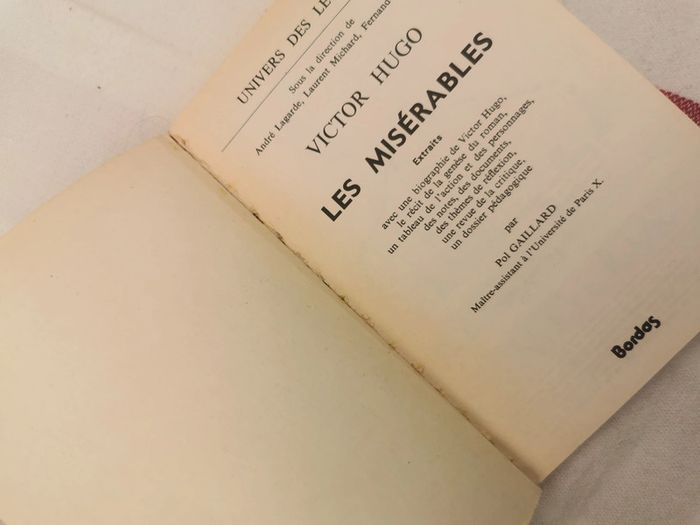 UNIVERS DES LE
Sous la direction de
André Lagarde, Laurent Michard, Fernand
VICTOR HUGO
LES MISÉRABLES
Extraits
avec une biographie de Victor Hugo,
le récit de la genèse du roman,
un tableau de l'action et des personnages,
des notes, des documents,
des thèmes de réflexion,
une revue de la critique,
un dossier pédagogique
par
Pol GAILLARD
Maître-assistant à l'Université de Paris X.
Bordas